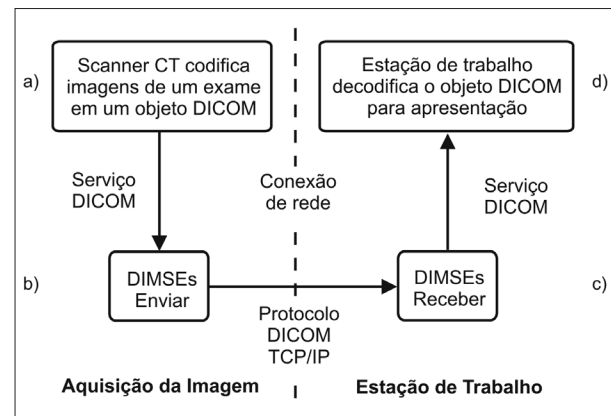 a)
Scanner CT codifica
imagens de um exame
em um objeto DICOM
Serviço
DICOM
b)
DIMSEs
Enviar
Conexão
de rede
Protocolo
DICOM
TCP/IP
Estação de trabalho
decodifica o objeto DICOM
para apresentação
d)
Serviço
DICOM
DIMSEs
Receber
c)
Aquisição da Imagem
Estação de Trabalho